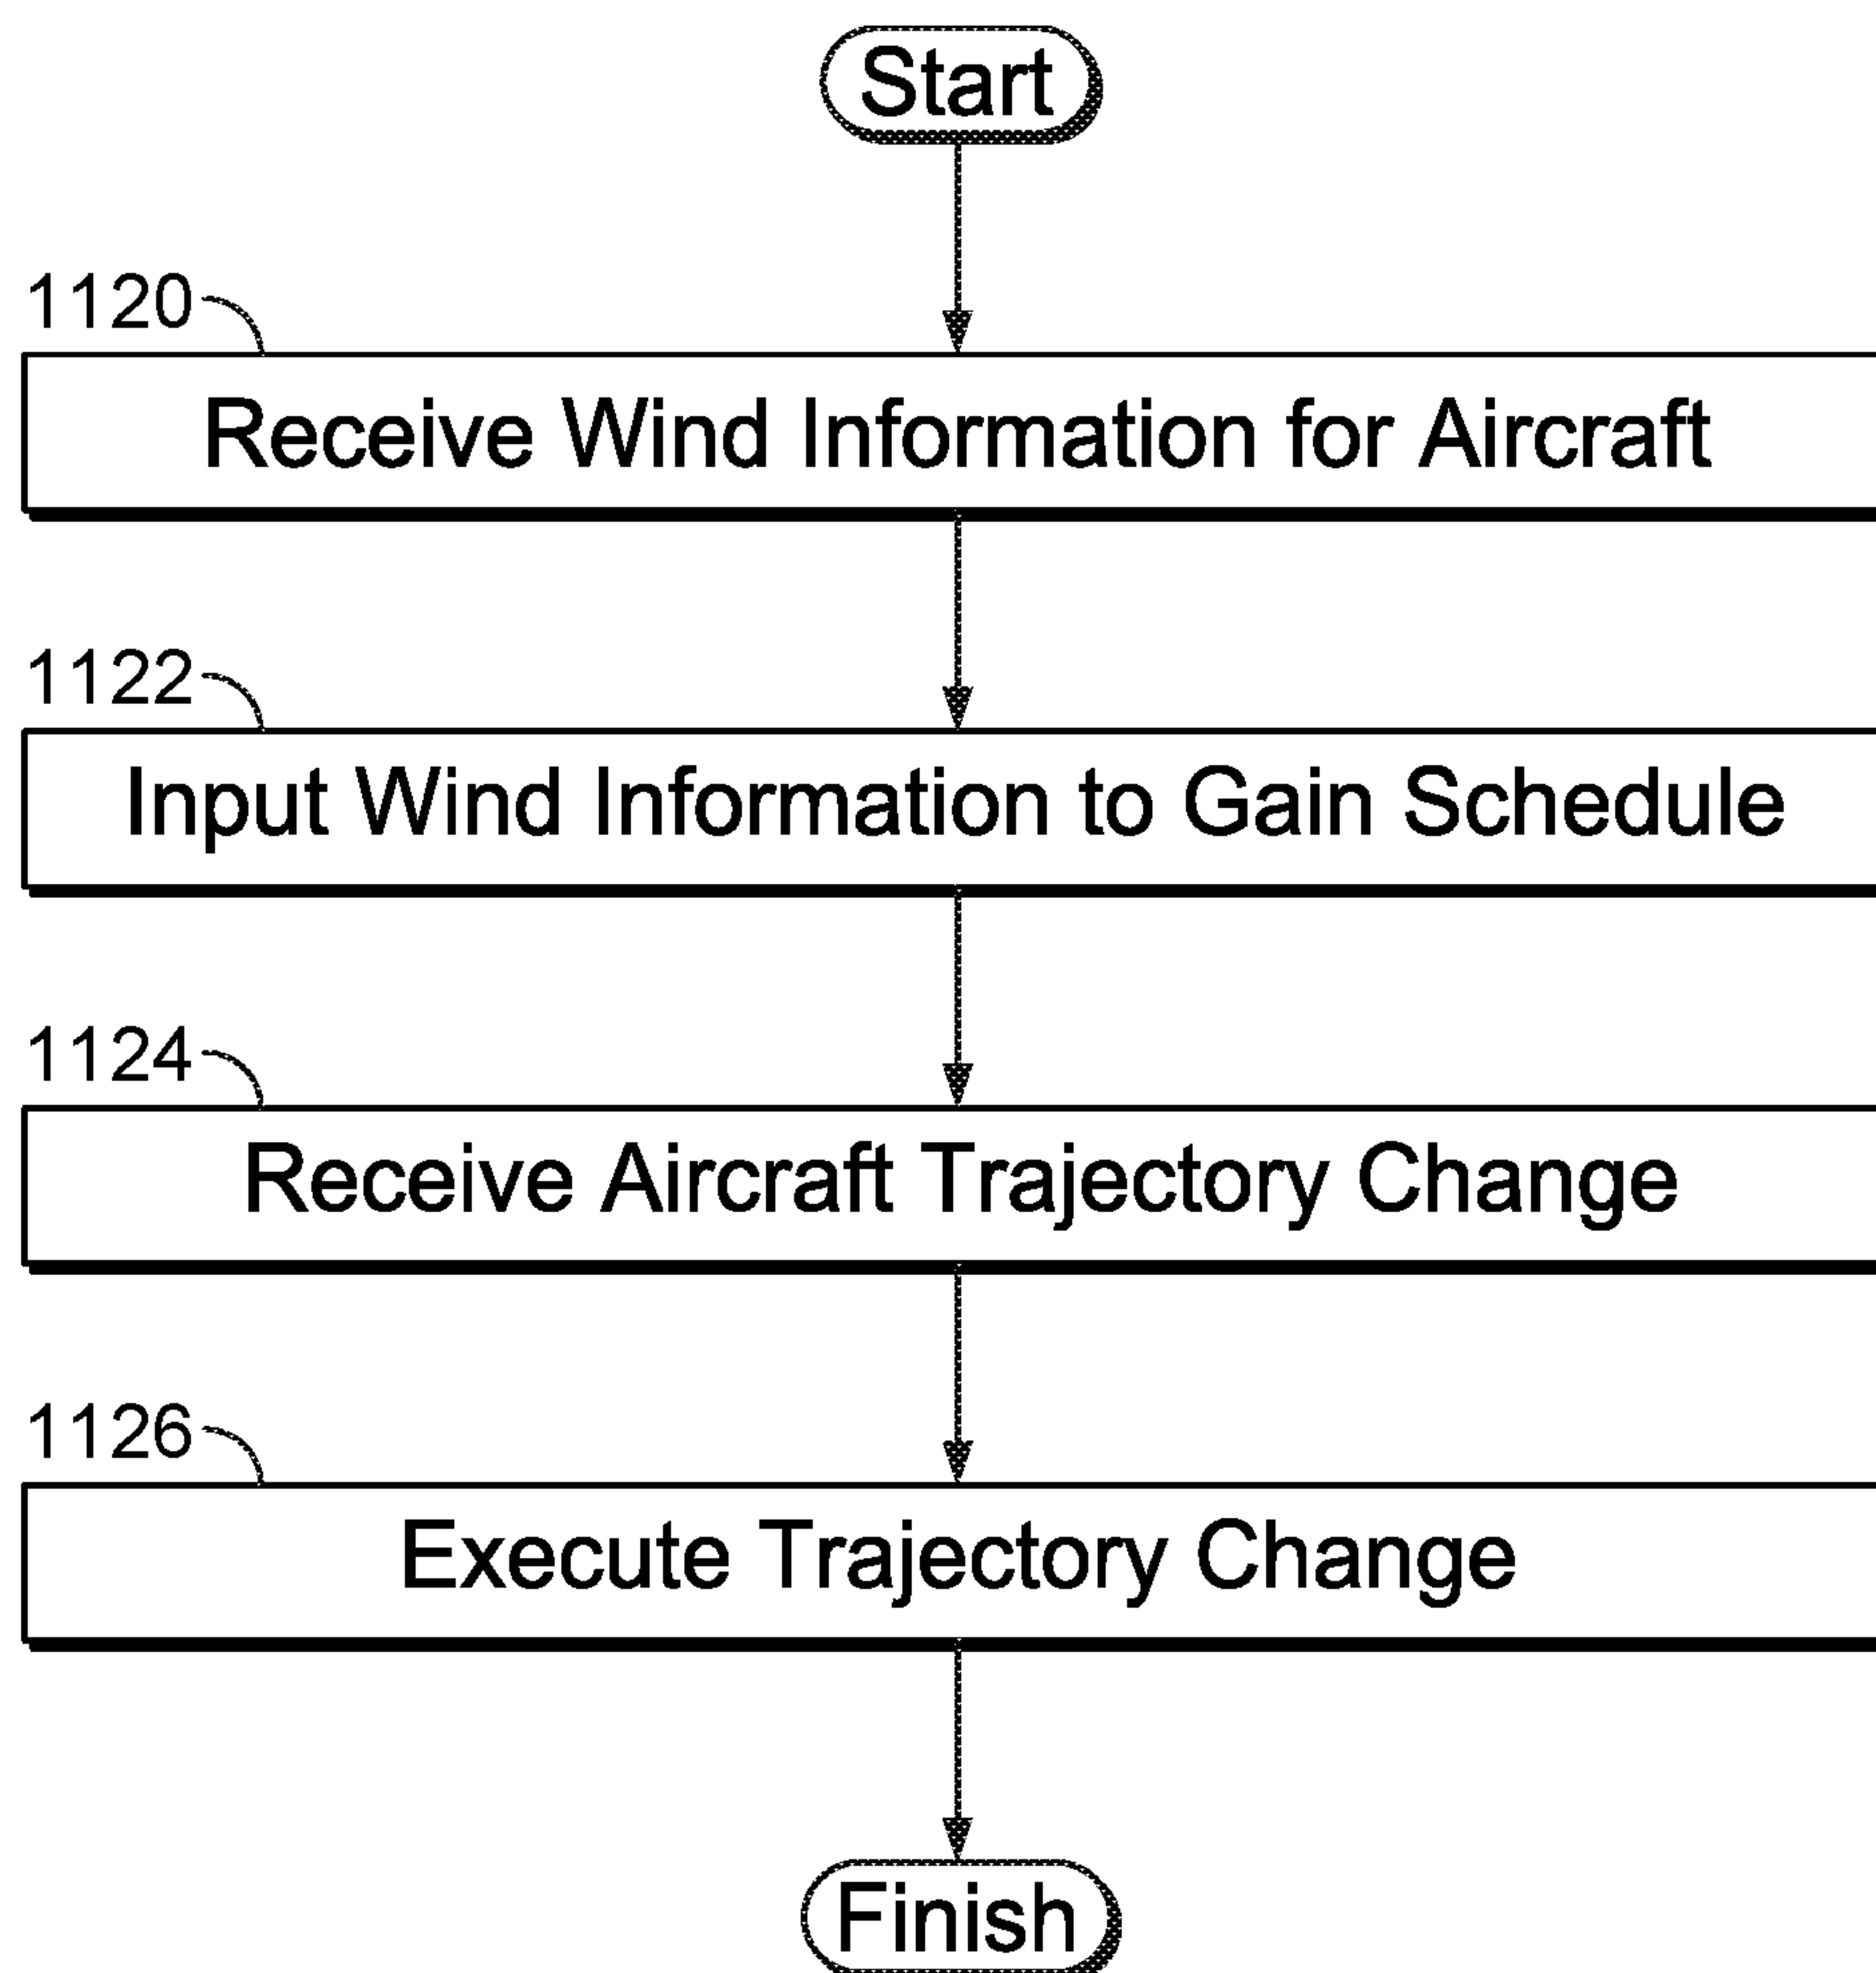 Start
1120
Receive Wind Information for Aircraft
1122
Input Wind Information to Gain Schedule
1124
Receive Aircraft Trajectory Change
1126
Execute Trajectory Change
Finish